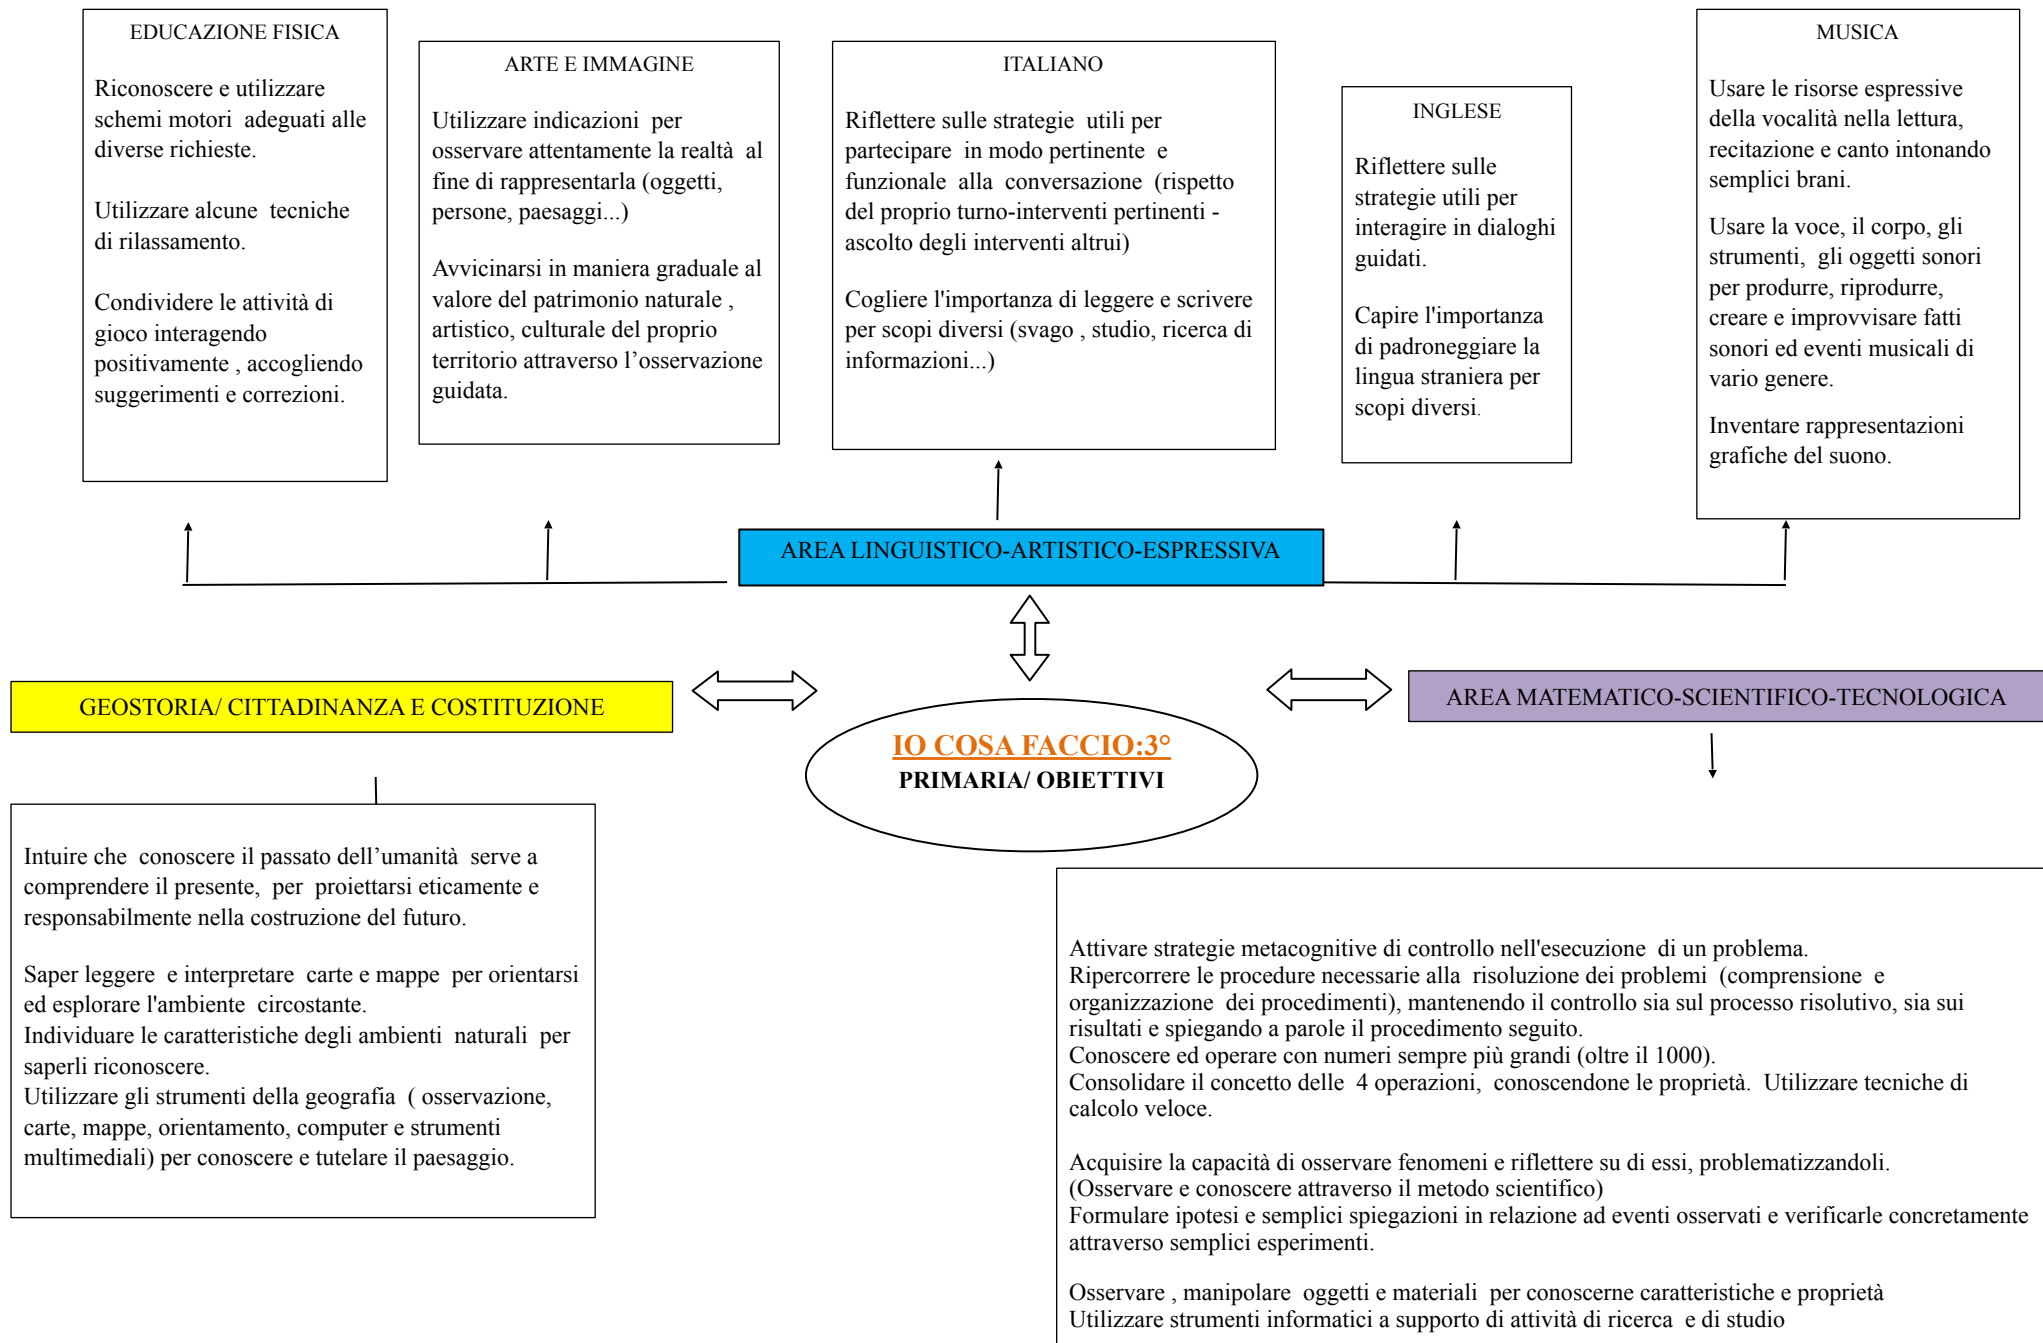 EDUCAZIONE FISICA
Riconoscere e utilizzare
schemi motori adeguati alle
diverse richieste.
Utilizzare alcune tecniche
di rilassamento.
Condividere le attività di
gioco interagendo
positivamente , accogliendo
suggerimenti e correzioni.
ARTE E IMMAGINE
Utilizzare indicazioni per
osservare attentamente la realtà al
fine di rappresentarla (oggetti,
persone, paesaggi...)
Avvicinarsi in maniera graduale al
valore del patrimonio naturale ,
artistico, culturale del proprio
territorio attraverso l’osservazione
guidata.
ITALIANO
Riflettere sulle strategie utili per
partecipare in modo pertinente e
funzionale alla conversazione (rispetto
del proprio turno-interventi pertinenti -
ascolto degli interventi altrui)
Cogliere l'importanza di leggere e scrivere
per scopi diversi (svago , studio, ricerca di
informazioni...)
INGLESE
Riflettere sulle
strategie utili per
interagire in dialoghi
guidati.
Capire l'importanza
di padroneggiare la
lingua straniera per
scopi diversi.
MUSICA
Usare le risorse espressive
della vocalità nella lettura,
recitazione e canto intonando
semplici brani.
Usare la voce, il corpo, gli
strumenti, gli oggetti sonori
per produrre, riprodurre,
creare e improvvisare fatti
sonori ed eventi musicali di
vario genere.
Inventare rappresentazioni
grafiche del suono.
AREA LINGUISTICO-ARTISTICO-ESPRESSIVA
GEOSTORIA/ CITTADINANZA E COSTITUZIONE
AREA MATEMATICO-SCIENTIFICO-TECNOLOGICA
IO COSA FACCIO:3°
PRIMARIA/ OBIETTIVI
Intuire che conoscere il passato dell’umanità serve a
comprendere il presente, per proiettarsi eticamente e
responsabilmente nella costruzione del futuro.
Saper leggere e interpretare carte e mappe per orientarsi
ed esplorare l'ambiente circostante.
Individuare le caratteristiche degli ambienti naturali per
saperli riconoscere.
Utilizzare gli strumenti della geografia ( osservazione,
carte, mappe, orientamento, computer e strumenti
multimediali) per conoscere e tutelare il paesaggio.
Attivare strategie metacognitive di controllo nell'esecuzione di un problema.
Ripercorrere le procedure necessarie alla risoluzione dei problemi (comprensione e
organizzazione dei procedimenti), mantenendo il controllo sia sul processo risolutivo, sia sui
risultati e spiegando a parole il procedimento seguito.
Conoscere ed operare con numeri sempre più grandi (oltre il 1000).
Consolidare il concetto delle 4 operazioni, conoscendone le proprietà. Utilizzare tecniche di
calcolo veloce.
Acquisire la capacità di osservare fenomeni e riflettere su di essi, problematizzandoli.
(Osservare e conoscere attraverso il metodo scientifico)
Formulare ipotesi e semplici spiegazioni in relazione ad eventi osservati e verificarle concretamente
attraverso semplici esperimenti.
Osservare , manipolare oggetti e materiali per conoscerne caratteristiche e proprietà
Utilizzare strumenti informatici a supporto di attività di ricerca e di studio